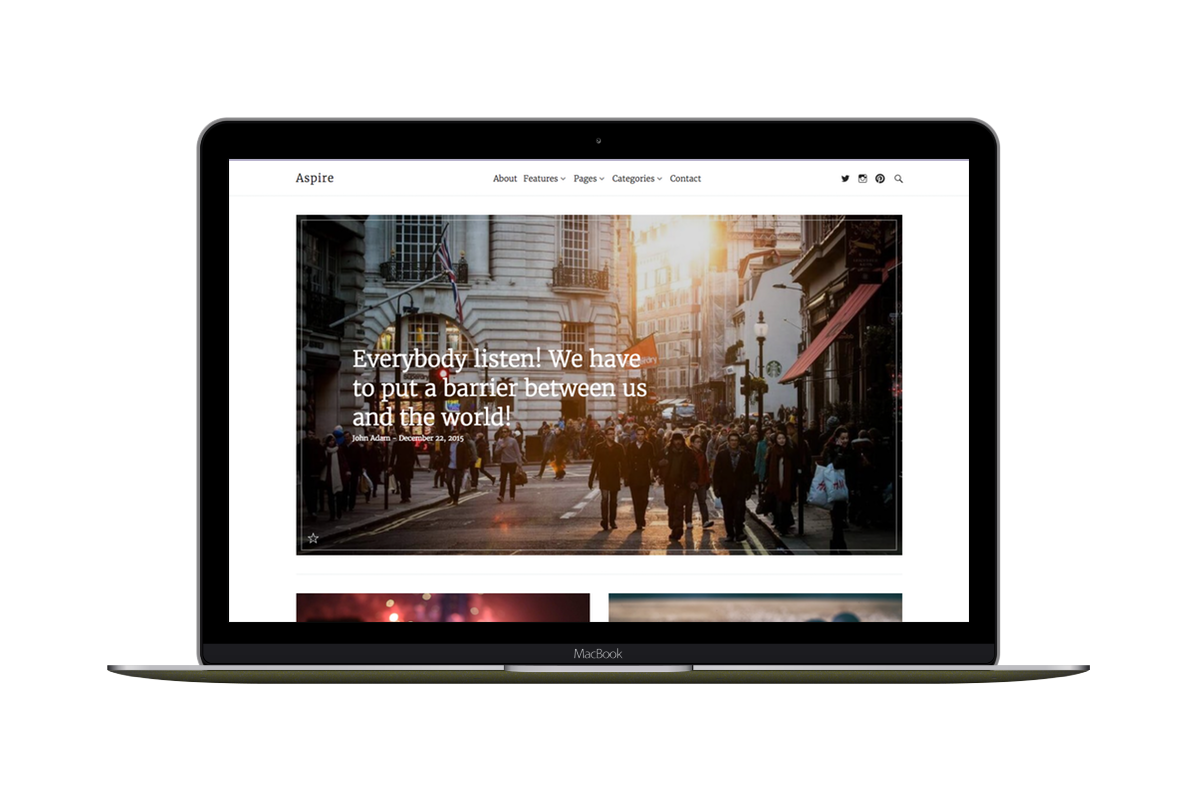 Aspire
About Features Pages Categories Contact
Everybody listen! We have
to put a barrier between us
and the world!
John Adam – December 22, 2015
MacBook